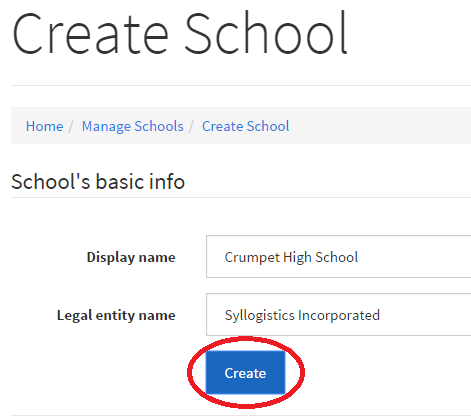 Create School
Home / Manage Schools / Create School
School's basic info
Display name Crumpet High School
Legal entity name Syllogistics Incorporated
Create